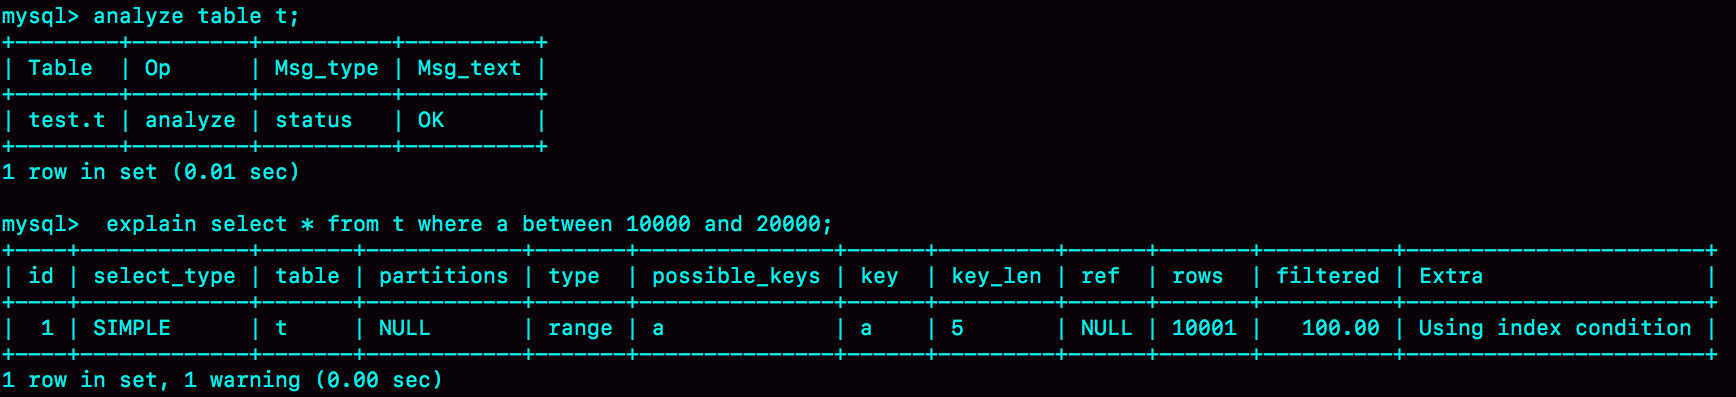 mysql> analyze table t;
+--------+---------+----------+----------+
| Table  | Op      | Msg_type | Msg_text |
+--------+---------+----------+----------+
| test.t | analyze | status   | OK       |
+--------+---------+----------+----------+
1 row in set (0.01 sec)

mysql>  explain select * from t where a between 10000 and 20000;
+----+-------------+-------+------------+-------+---------------+------+---------+------+-------+----------+-----------------------+
| id | select_type | table | partitions | type  | possible_keys | key  | key_len | ref  | rows  | filtered | Extra                 |
+----+-------------+-------+------------+-------+---------------+------+---------+------+-------+----------+-----------------------+
|  1 | SIMPLE      | t     | NULL       | range | a             | a    | 5       | NULL | 10001 |   100.00 | Using index condition |
+----+-------------+-------+------------+-------+---------------+------+---------+------+-------+----------+-----------------------+
1 row in set, 1 warning (0.00 sec)